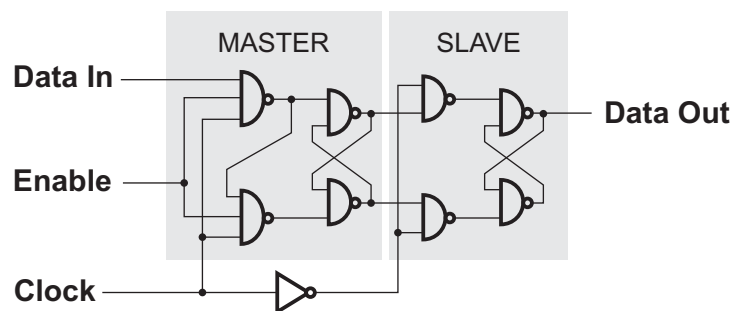 MASTER
SLAVE
Data In
Data Out
Enable
Clock